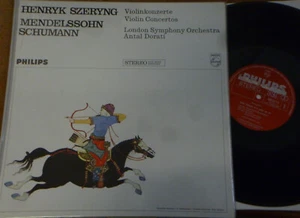 HENRYK SZERYNG
MENDELSSOHN
SCHUMANN
Violinkonzerte
Violin Concertos
London Symphony Orchestra
Antal Dorati
PHILIPS
STEREO
PHILIPS